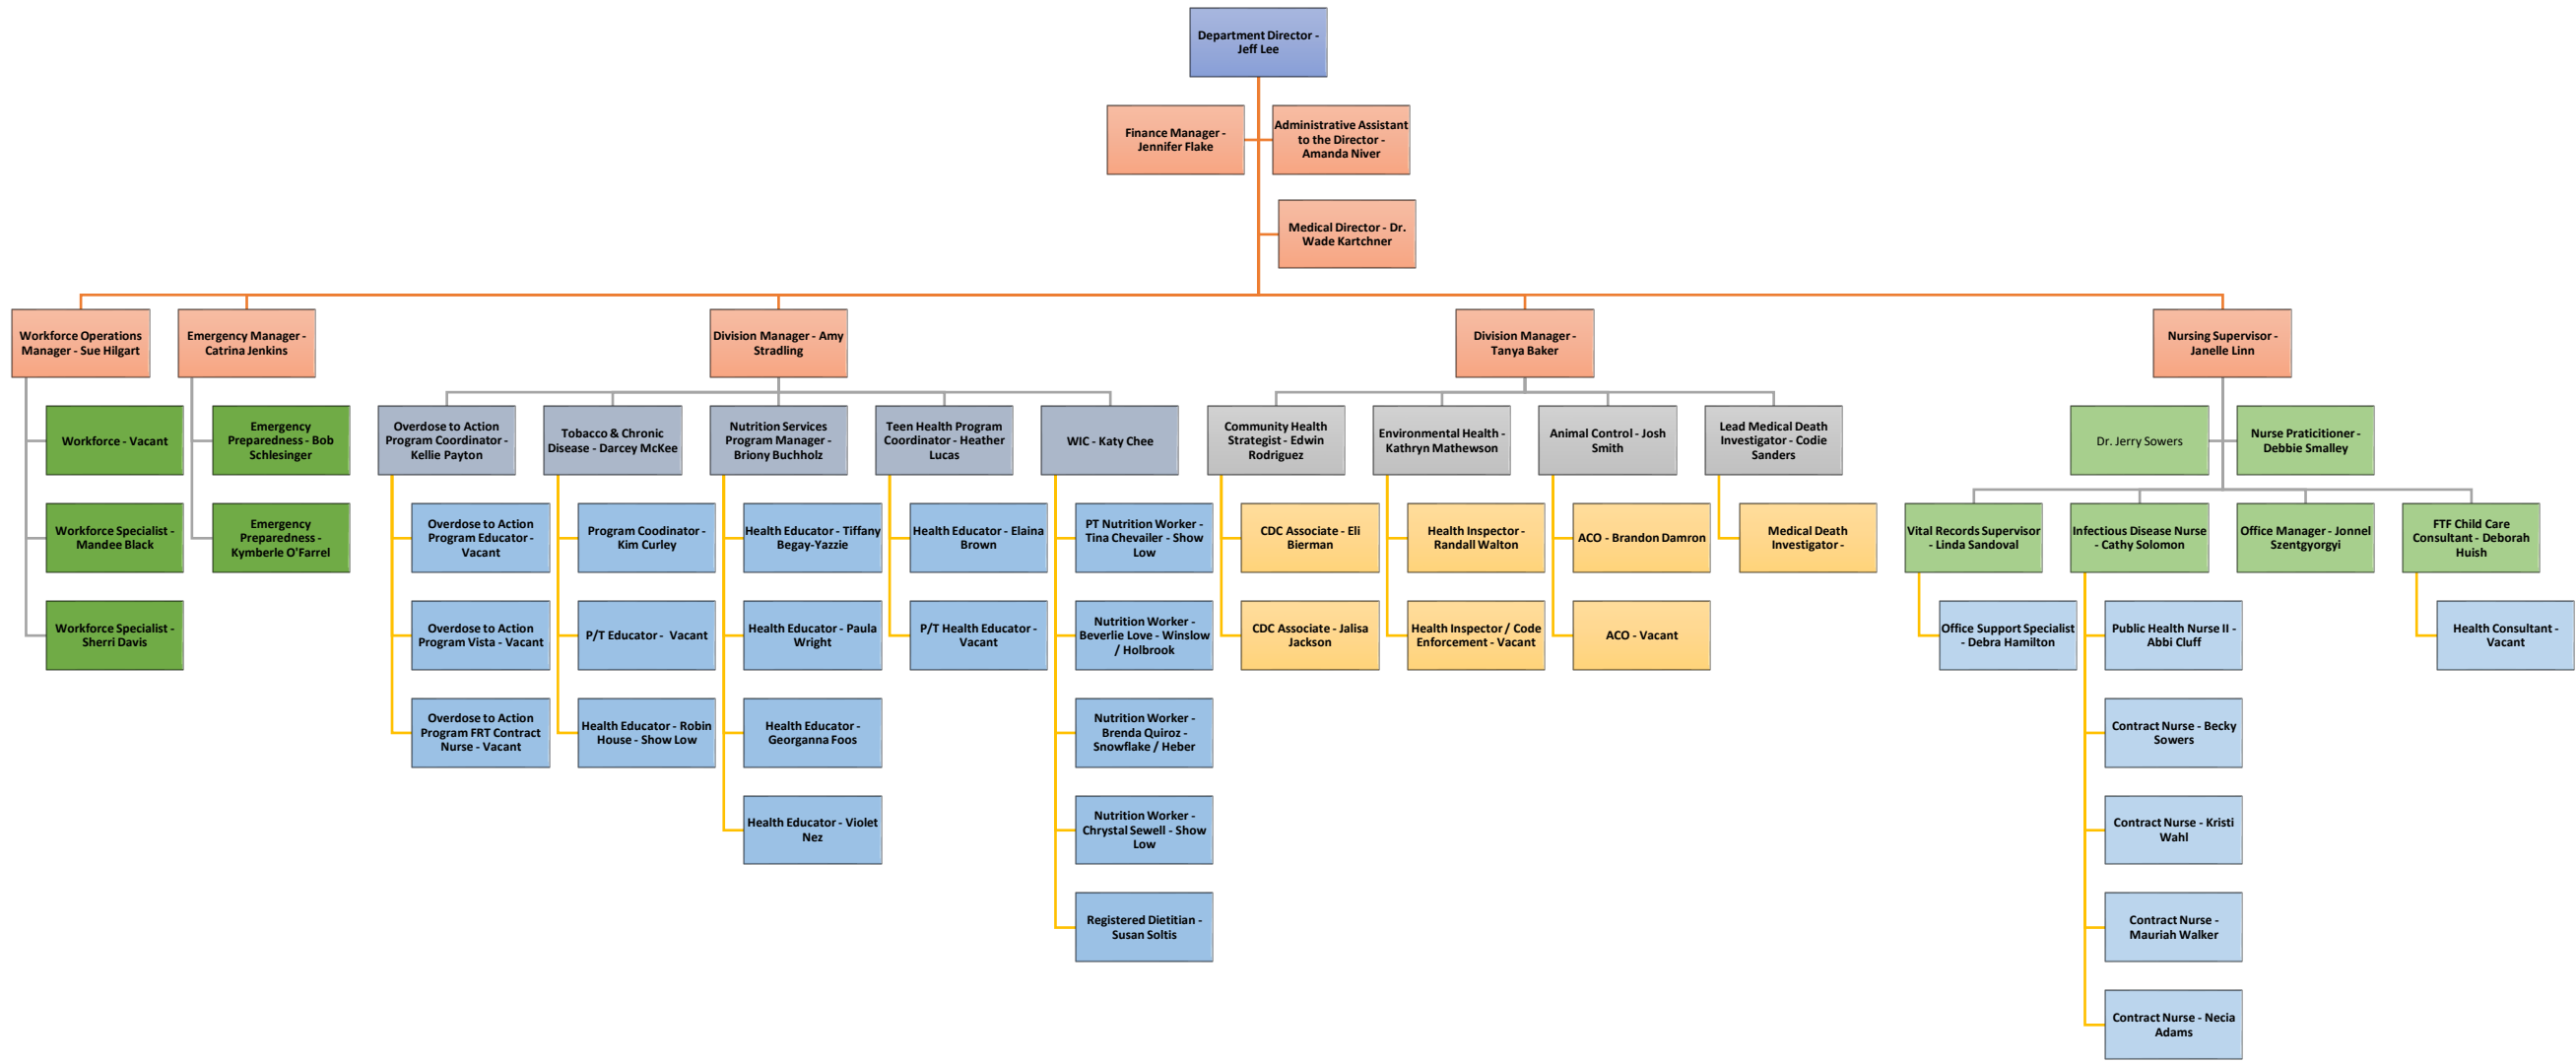 Department Director -
Jeff Lee
Finance Manager -
Jennifer Flake
Administrative Assistant
to the Director -
Amanda Niver
Medical Director - Dr.
Wade Kartchner
Workforce Operations
Manager - Sue Hilgart
Emergency Manager -
Catrina Jenkins
Division Manager - Amy
Stradling
Division Manager -
Tanya Baker
Nursing Supervisor -
Janelle Linn
Workforce - Vacant
Workforce Specialist -
Mandee Black
Workforce Specialist -
Sherri Davis
Emergency
Preparedness - Bob
Schlesinger
Emergency
Preparedness -
Kymberle O'Farrel
Overdose to Action
Program Coordinator -
Kellie Payton
Overdose to Action
Program Educator -
Vacant
Overdose to Action
Program Vista - Vacant
Overdose to Action
Program FRT Contract
Nurse - Vacant
Tobacco & Chronic
Disease - Darcey McKee
Program Coodinator -
Kim Curley
P/T Educator - Vacant
Health Educator - Robin
House - Show Low
Nutrition Services
Program Manager -
Briony Buchholz
Health Educator - Tiffany
Begay-Yazzie
Health Educator - Paula
Wright
Health Educator -
Georganna Foos
Health Educator - Violet
Nez
Teen Health Program
Coordinator - Heather
Lucas
Health Educator - Elaina
Brown
P/T Health Educator -
Vacant
WIC - Katy Chee
PT Nutrition Worker -
Tina Chevailer - Show
Low
Nutrition Worker -
Beverlie Love - Winslow
/ Holbrook
Nutrition Worker -
Brenda Quiroz -
Snowflake / Heber
Nutrition Worker -
Chrystal Sewell - Show
Low
Registered Dietitian -
Susan Soltis
Community Health
Strategist - Edwin
Rodriguez
CDC Associate - Eli
Bierman
CDC Associate - Jalisa
Jackson
Environmental Health -
Kathryn Mathewson
Health Inspector -
Randall Walton
Health Inspector / Code
Enforcement - Vacant
Animal Control - Josh
Smith
ACO - Brandon Damron
ACO - Vacant
Lead Medical Death
Investigator - Codie
Sanders
Medical Death
Investigator -
Dr. Jerry Sowers
Nurse Praticitioner -
Debbie Smalley
Vital Records Supervisor
- Linda Sandoval
Office Support Specialist
- Debra Hamilton
Infectious Disease Nurse
- Cathy Solomon
Public Health Nurse II -
Abbi Cluff
Contract Nurse - Becky
Sowers
Contract Nurse - Kristi
Wahl
Contract Nurse -
Mauriah Walker
Contract Nurse - Necia
Adams
Office Manager - Jonnel
Szentgyorgyi
FTF Child Care
Consultant - Deborah
Huish
Health Consultant -
Vacant